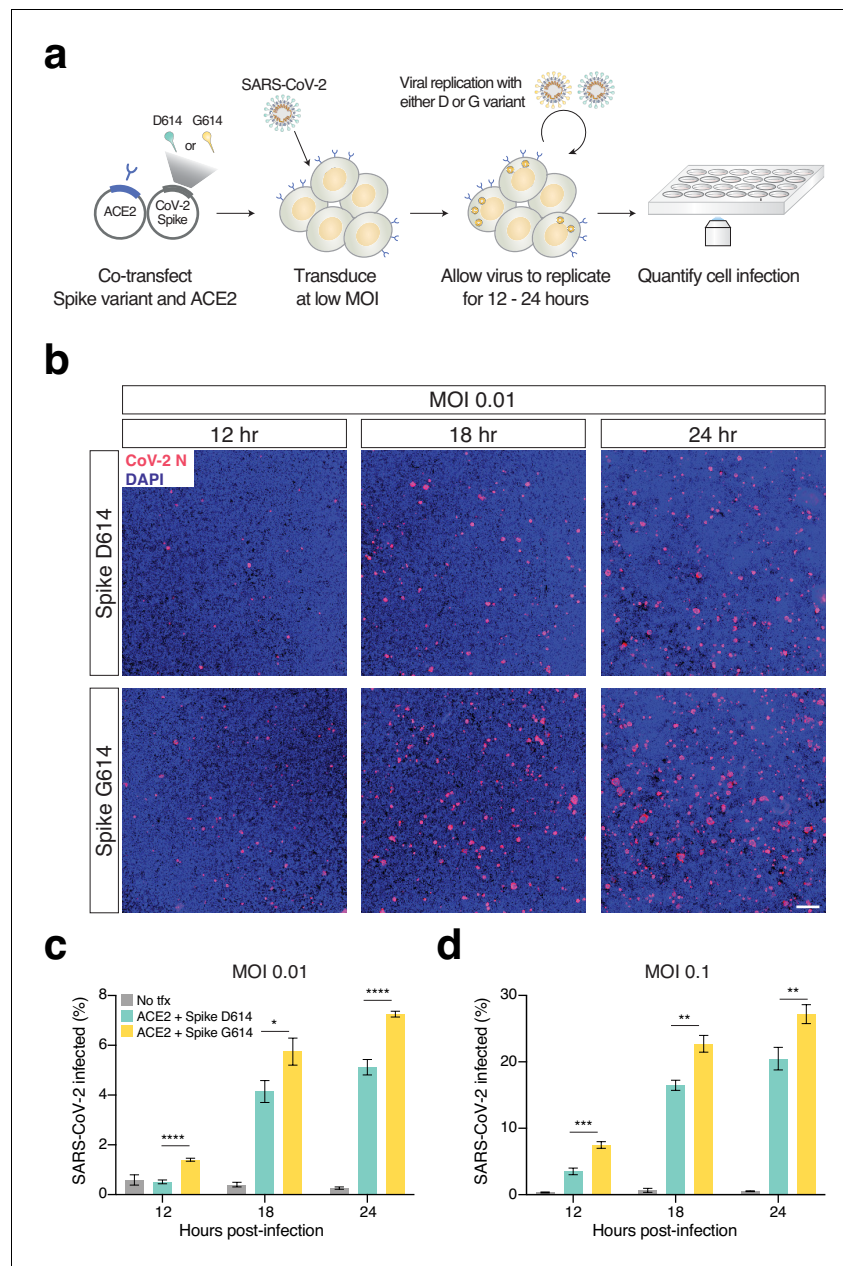 a
SARS-CoV-2
Viral replication with
either D or G variant
D614
G614
or
ACE2
CoV-2
Spike
Co-transfect
Spike variant and ACE2
Transduce
at low MOI
Allow virus to replicate
for 12 - 24 hours
Quantify cell infection
b
MOI 0.01
12 hr
18 hr
24 hr
CoV-2 N
DAPI
Spike D614
Spike G614
c
MOI 0.01
SARS-CoV-2 infected (%)
8
6
4
2
0
No tfx
ACE2 + Spike D614
ACE2 + Spike G614
****
*
****
12
18
24
Hours post-infection
d
MOI 0.1
SARS-CoV-2 infected (%)
30
20
10
0
***
**
**
12
18
24
Hours post-infection